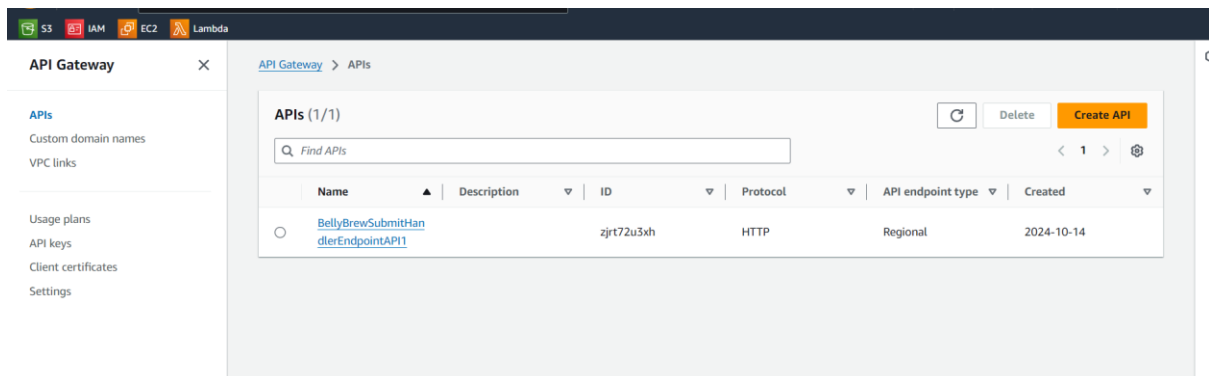 S3 IAM EC2 Lambda
API Gateway
API Gateway > APIs
APIs
Custom domain names
VPC links
Usage plans
API keys
Client certificates
Settings
APIs (1/1)
Delete
Create API
Find APIs
1
Name Description ID Protocol API endpoint type Created
BellyBrewSubmitHan
dlerEndpointAPI1
zjrt72u3xh HTTP Regional 2024-10-14